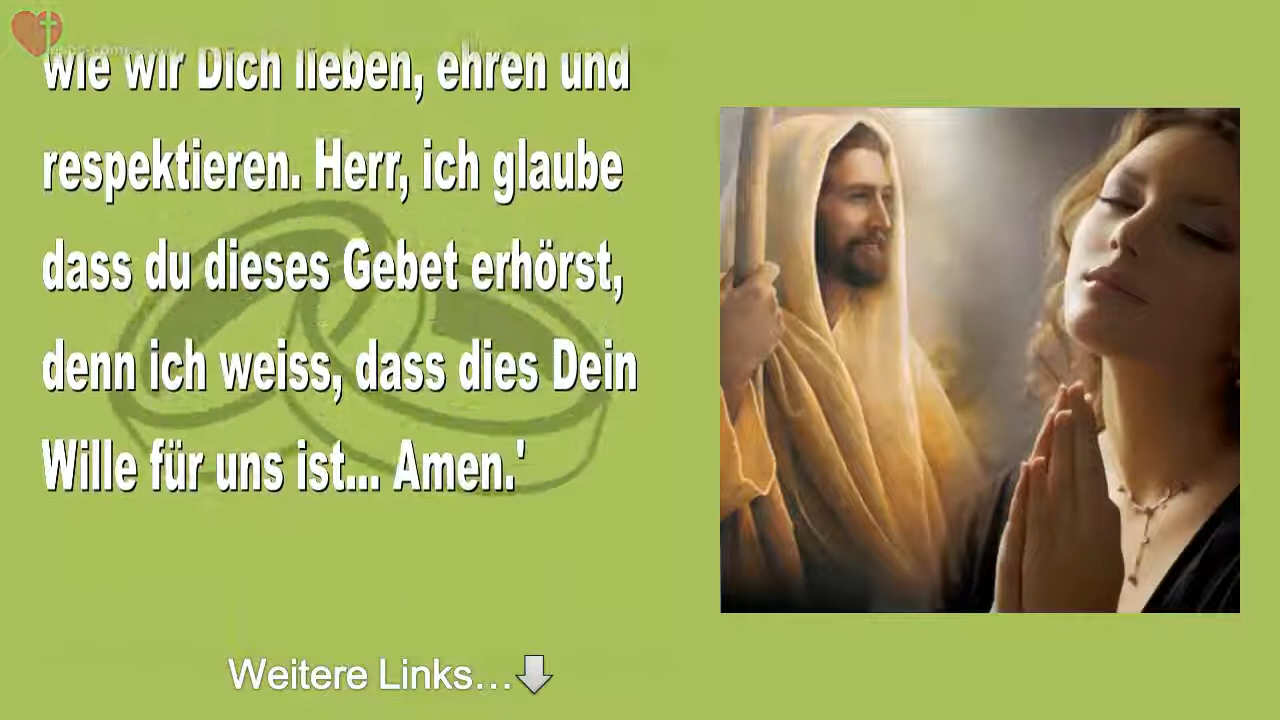 wie wir Dich lieben, ehren und
respektieren. Herr, ich glaube
dass du dieses Gebet erhörst,
denn ich weiss, dass dies Dein
Wille für uns ist... Amen.'
Weitere Links...